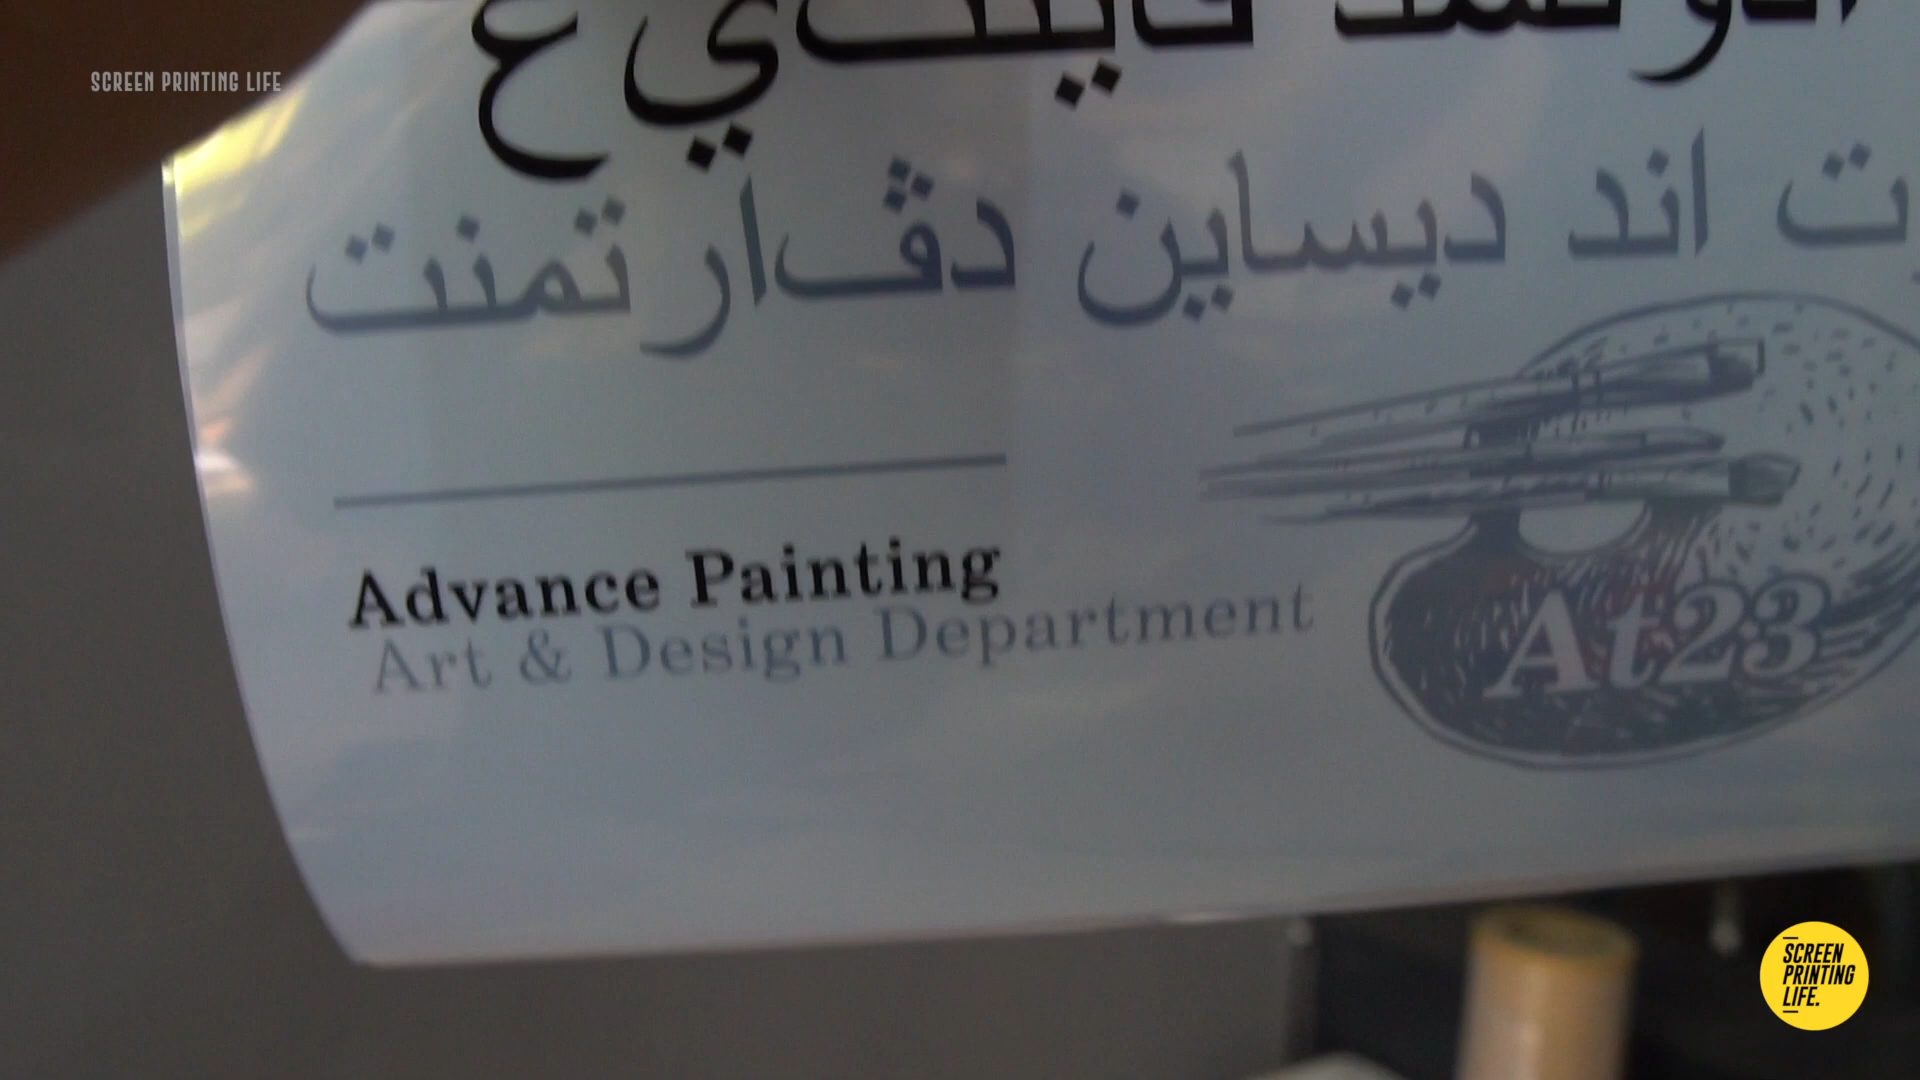 SCREEN PRINTING LIFE
ت اند ديساين دڤارتمنت
Advance Painting
Art & Design Department
At23
SCREEN
PRINTING
LIFE.